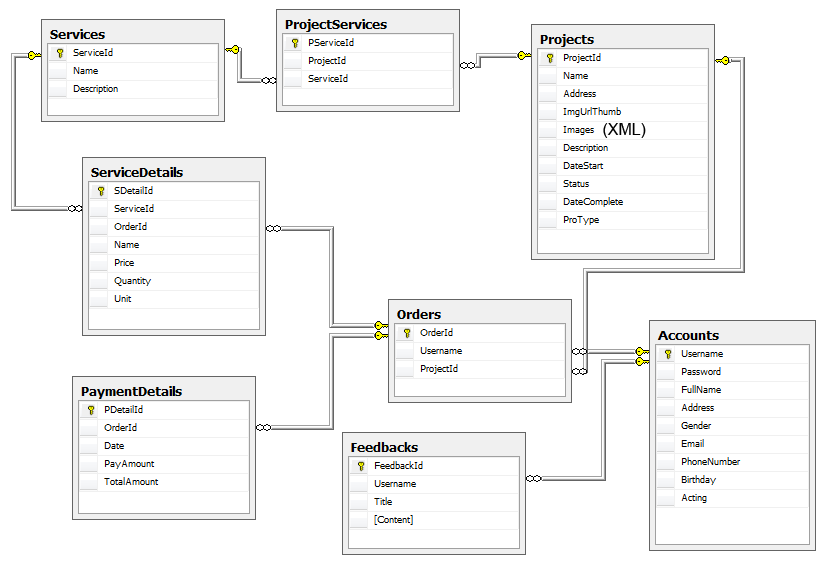 Services
ServiceId
Name
Description
ProjectServices
PServiceId
ProjectId
ServiceId
Projects
ProjectId
Name
Address
ImgUrlThumb
Images (XML)
Description
DateStart
Status
DateComplete
ProType
ServiceDetails
SDetailId
ServiceId
OrderId
Name
Price
Quantity
Unit
Orders
OrderId
Username
ProjectId
Accounts
Username
Password
FullName
Address
Gender
Email
PhoneNumber
Birthday
Acting
PaymentDetails
PDetailId
OrderId
Date
PayAmount
TotalAmount
Feedbacks
FeedbackId
Username
Title
[Content]